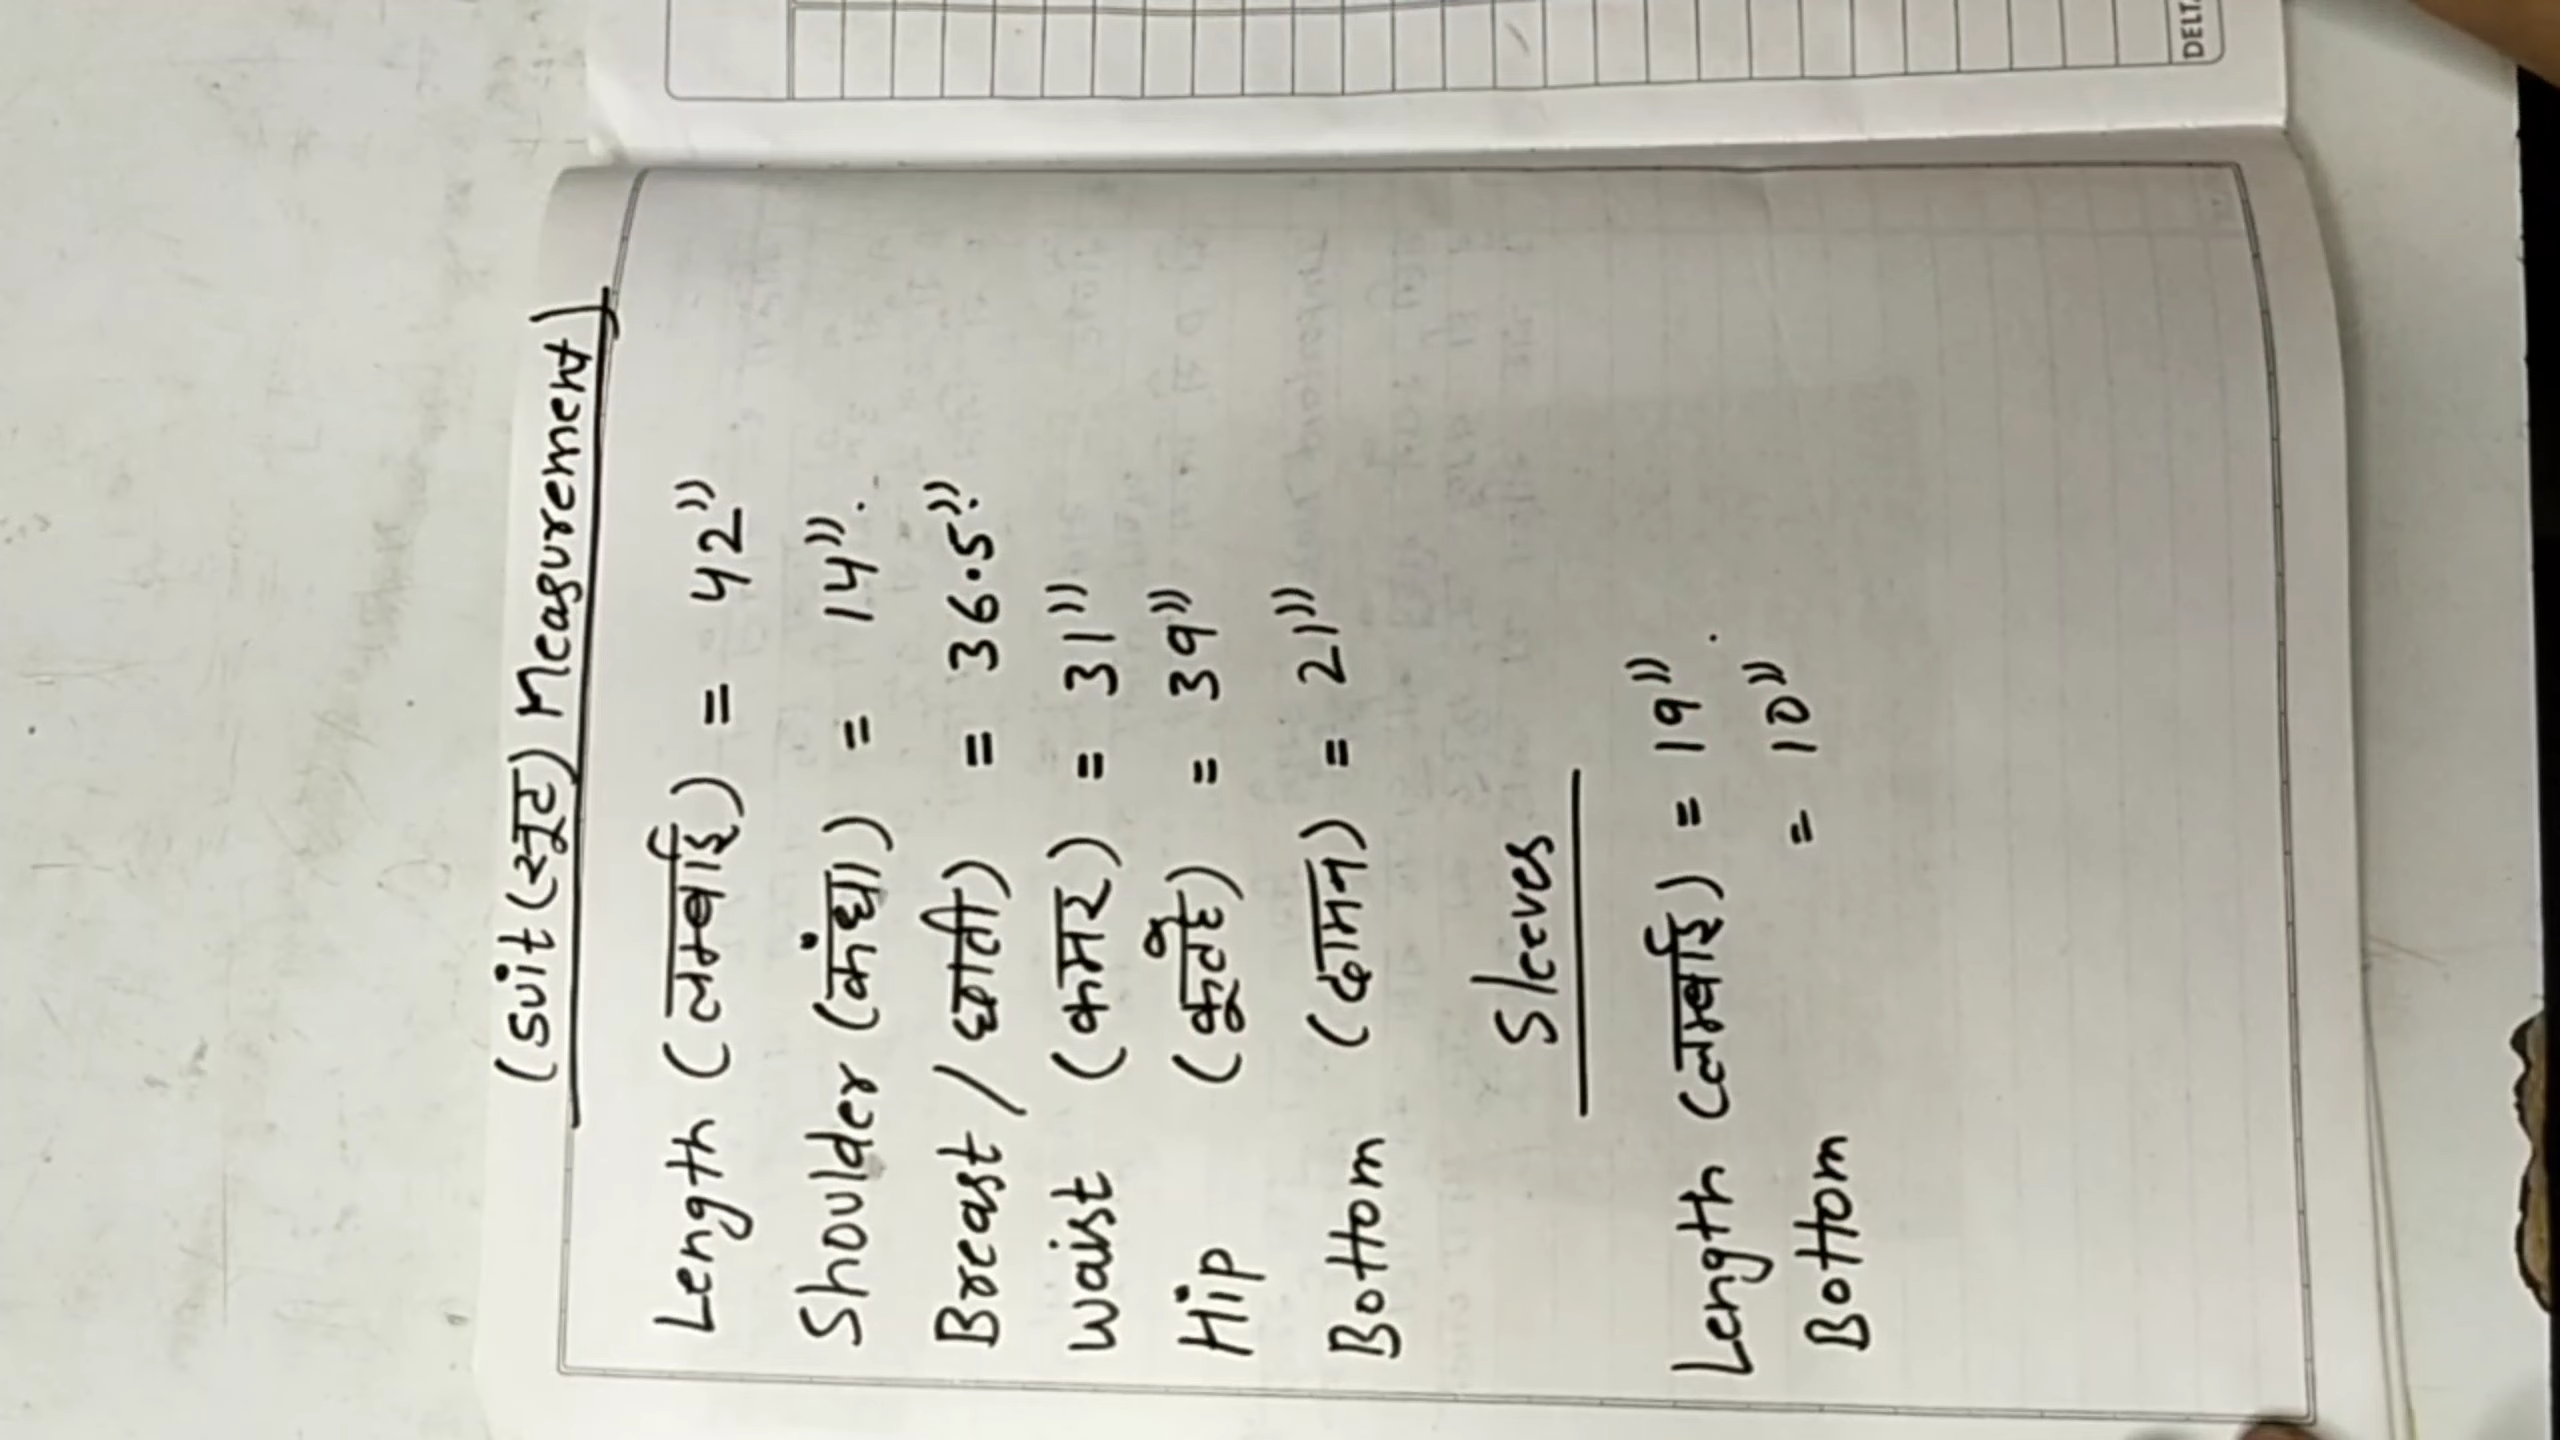 (Suit (सूट) Measurement)
Length (लम्बाई) = 42"
Shoulder (कंधा) = 14".
Breast / छाती) = 36.5".
Waist (कमर) = 31"
Hip (कूल्हे) = 39"
Bottom (दामन) = 21"
Sleeves
Length (लम्बाई) = 19".
Bottom = 10"